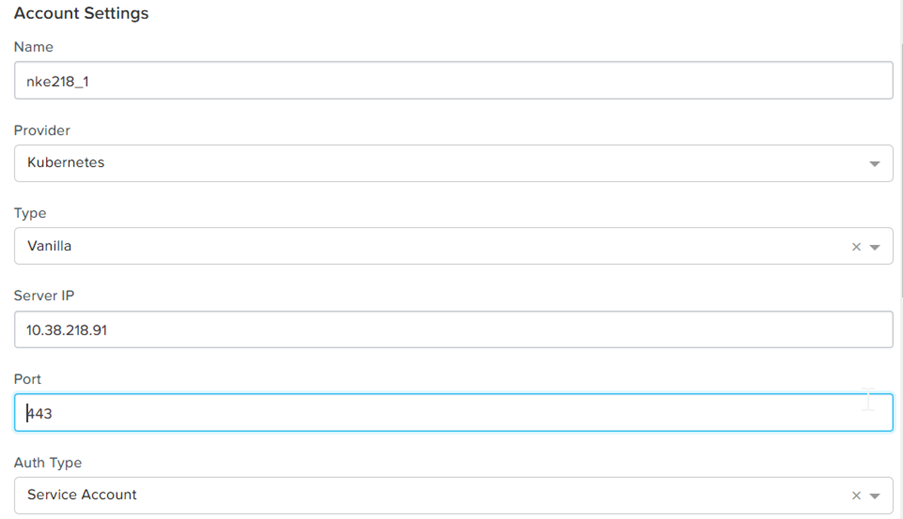 Account Settings
Name
nke218_1
Provider
Kubernetes
Type
Vanilla
Server IP
10.38.218.91
Port
443
Auth Type
Service Account